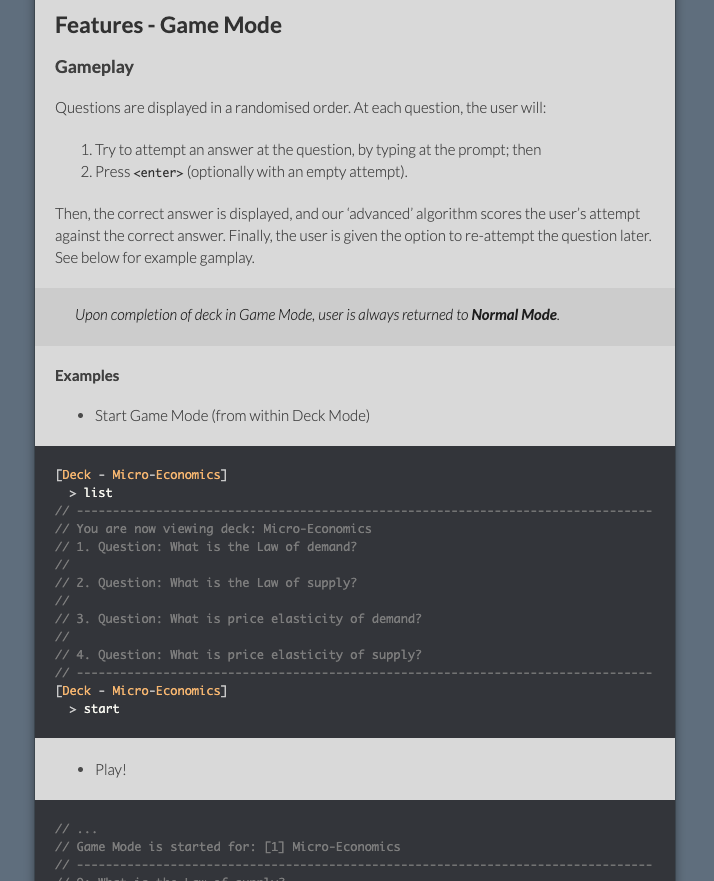 Features - Game Mode
Gameplay
Questions are displayed in a randomised order. At each question, the user will:
1. Try to attempt an answer at the question, by typing at the prompt; then
2. Press <enter> (optionally with an empty attempt).
Then, the correct answer is displayed, and our ‘advanced’ algorithm scores the user’s attempt
against the correct answer. Finally, the user is given the option to re-attempt the question later.
See below for example gamplay.
Upon completion of deck in Game Mode, user is always returned to Normal Mode.
Examples
• Start Game Mode (from within Deck Mode)
[Deck - Micro-Economics]
> list
// --------------------------------------------------------------------------------
// You are now viewing deck: Micro-Economics
// 1. Question: What is the Law of demand?
//
// 2. Question: What is the Law of supply?
//
// 3. Question: What is price elasticity of demand?
//
// 4. Question: What is price elasticity of supply?
// --------------------------------------------------------------------------------
[Deck - Micro-Economics]
> start
• Play!
// ...
// Game Mode is started for: [1] Micro-Economics
// --------------------------------------------------------------------------------
// Q: What is the Law of supply?